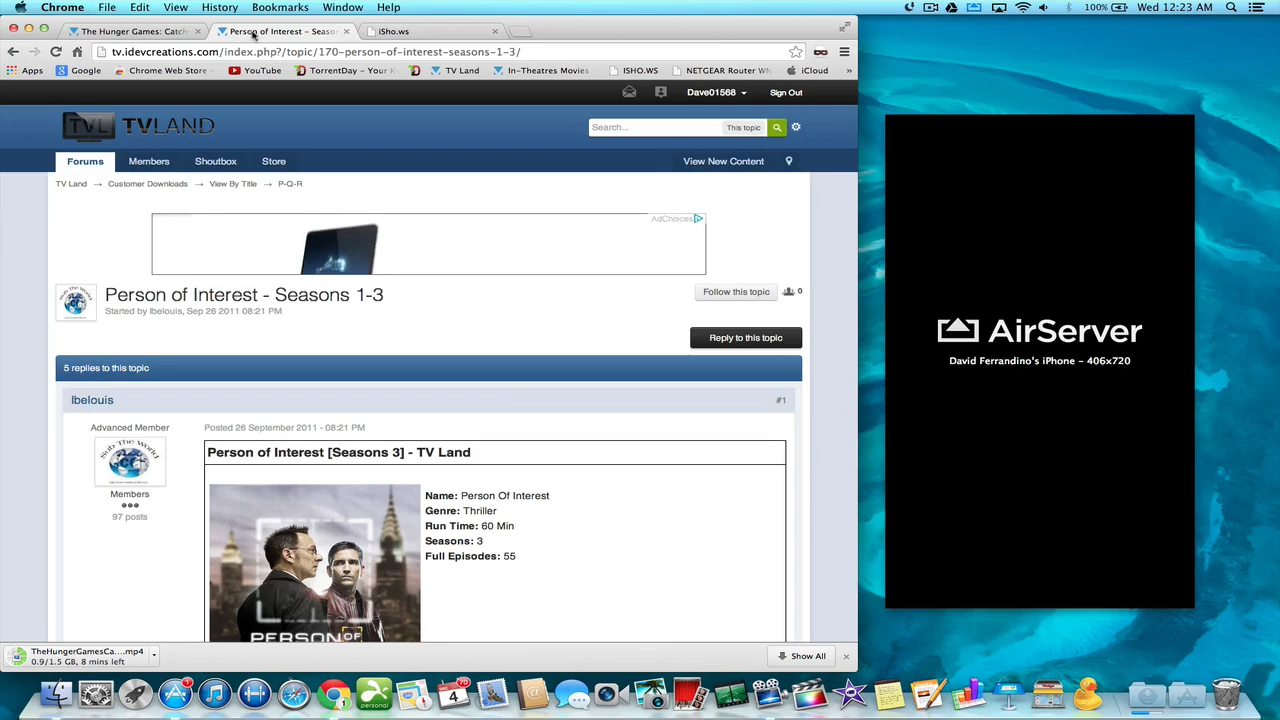 Chrome File Edit View History Bookmarks Window Help 100% Wed 12:23 AM
The Hunger Games: Catch Person of Interest - Seaso iSho.ws
tv.idevcreations.com/index.php?/topic/170-person-of-interest-seasons-1-3/
Apps Google Chrome Web Store YouTube TorrentDay - Your TV Land In-Theatres Movies ISHO.WS NETGEAR Router iCloud »
Dave01568 Sign Out
TVL TVLAND
Search... This topic
Forums Members Shoutbox Store View New Content
TV Land → Customer Downloads → View By Title → P-Q-R
AdChoices
Person of Interest - Seasons 1-3
Started by lbelouis, Sep 26 2011 08:21 PM
Follow this topic 0
Reply to this topic
5 replies to this topic
lbelouis #1
Advanced Member
Sub The World
Members
97 posts
Posted 26 September 2011 - 08:21 PM
Person of Interest [Seasons 3] - TV Land
Name: Person Of Interest
Genre: Thriller
Run Time: 60 Min
Seasons: 3
Full Episodes: 55
PERSON OF
TheHungerGamesCa....mp4
0.9/1.5 GB, 8 mins left
Show All
AirServer
David Ferrandino's iPhone - 406x720
4
70
personal